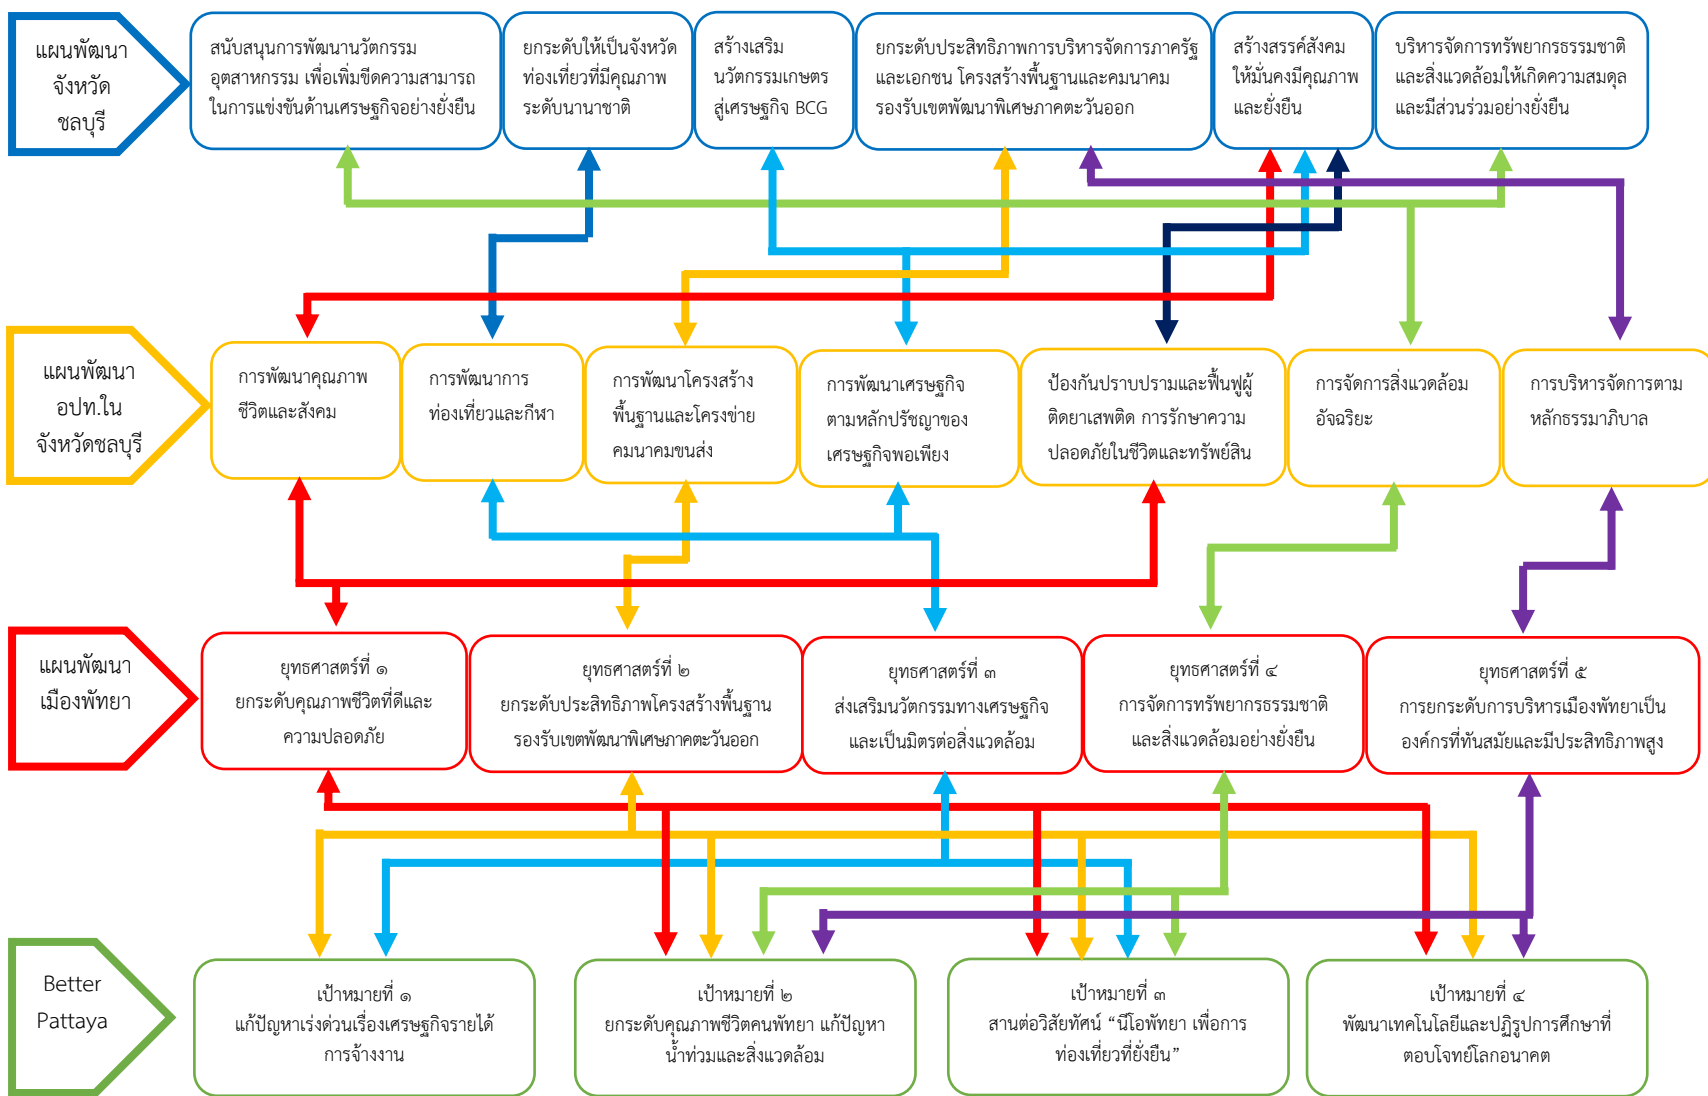 แผนพัฒนา
จังหวัด
ชลบุรี
สนับสนุนการพัฒนานวัตกรรม
อุตสาหกรรม เพื่อเพิ่มขีดความสามารถ
ในการแข่งขันด้านเศรษฐกิจอย่างยั่งยืน
ยกระดับให้เป็นจังหวัด
ท่องเที่ยวที่มีคุณภาพ
ระดับนานาชาติ
สร้างเสริม
นวัตกรรมเกษตร
สู่เศรษฐกิจ BCG
ยกระดับประสิทธิภาพการบริหารจัดการภาครัฐ
และเอกชน โครงสร้างพื้นฐานและคมนาคม
รองรับเขตพัฒนาพิเศษภาคตะวันออก
สร้างสรรค์สังคม
ให้มั่นคงมีคุณภาพ
และยั่งยืน
บริหารจัดการทรัพยากรธรรมชาติ
และสิ่งแวดล้อมให้เกิดความสมดุล
และมีส่วนร่วมอย่างยั่งยืน
แผนพัฒนา
อปท.ใน
จังหวัดชลบุรี
การพัฒนาคุณภาพ
ชีวิตและสังคม
การพัฒนาการ
ท่องเที่ยวและกีฬา
การพัฒนาโครงสร้าง
พื้นฐานและโครงข่าย
คมนาคมขนส่ง
การพัฒนาเศรษฐกิจ
ตามหลักปรัชญาของ
เศรษฐกิจพอเพียง
ป้องกันปราบปรามและฟื้นฟูผู้
ติดยาเสพติด การรักษาความ
ปลอดภัยในชีวิตและทรัพย์สิน
การจัดการสิ่งแวดล้อม
อัจฉริยะ
การบริหารจัดการตาม
หลักธรรมาภิบาล
แผนพัฒนา
เมืองพัทยา
ยุทธศาสตร์ที่ ๑
ยกระดับคุณภาพชีวิตที่ดีและ
ความปลอดภัย
ยุทธศาสตร์ที่ ๒
ยกระดับประสิทธิภาพโครงสร้างพื้นฐาน
รองรับเขตพัฒนาพิเศษภาคตะวันออก
ยุทธศาสตร์ที่ ๓
ส่งเสริมนวัตกรรมทางเศรษฐกิจ
และเป็นมิตรต่อสิ่งแวดล้อม
ยุทธศาสตร์ที่ ๔
การจัดการทรัพยากรธรรมชาติ
และสิ่งแวดล้อมอย่างยั่งยืน
ยุทธศาสตร์ที่ ๕
การยกระดับการบริหารเมืองพัทยาเป็น
องค์กรที่ทันสมัยและมีประสิทธิภาพสูง
Better
Pattaya
เป้าหมายที่ ๑
แก้ปัญหาเร่งด่วนเรื่องเศรษฐกิจรายได้
การจ้างงาน
เป้าหมายที่ ๒
ยกระดับคุณภาพชีวิตคนพัทยา แก้ปัญหา
น้ำท่วมและสิ่งแวดล้อม
เป้าหมายที่ ๓
สานต่อวิสัยทัศน์ “นีโอพัทยา เพื่อการ
ท่องเที่ยวที่ยั่งยืน”
เป้าหมายที่ ๔
พัฒนาเทคโนโลยีและปฏิรูปการศึกษาที่
ตอบโจทย์โลกอนาคต